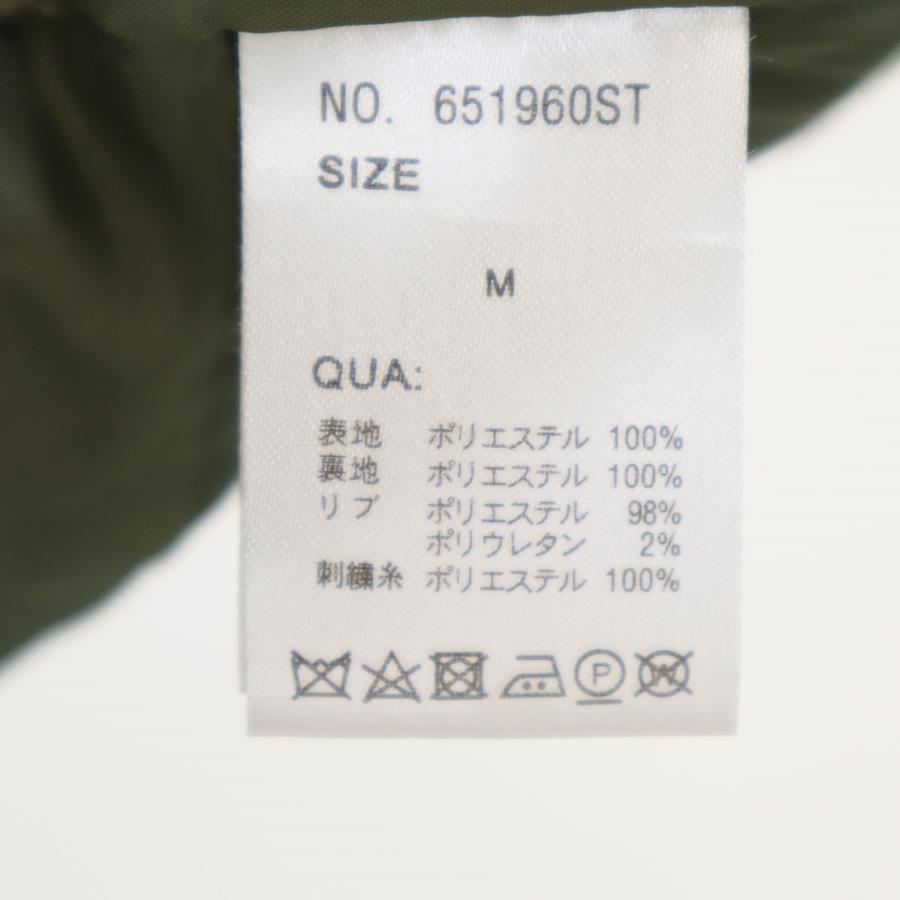 NO. 651960ST
SIZE
M
QUA:
表地 ポリエステル 100%
裏地 ポリエステル 100%
リブ ポリエステル 98%
ポリウレタン 2%
刺繍糸 ポリエステル 100%
P W